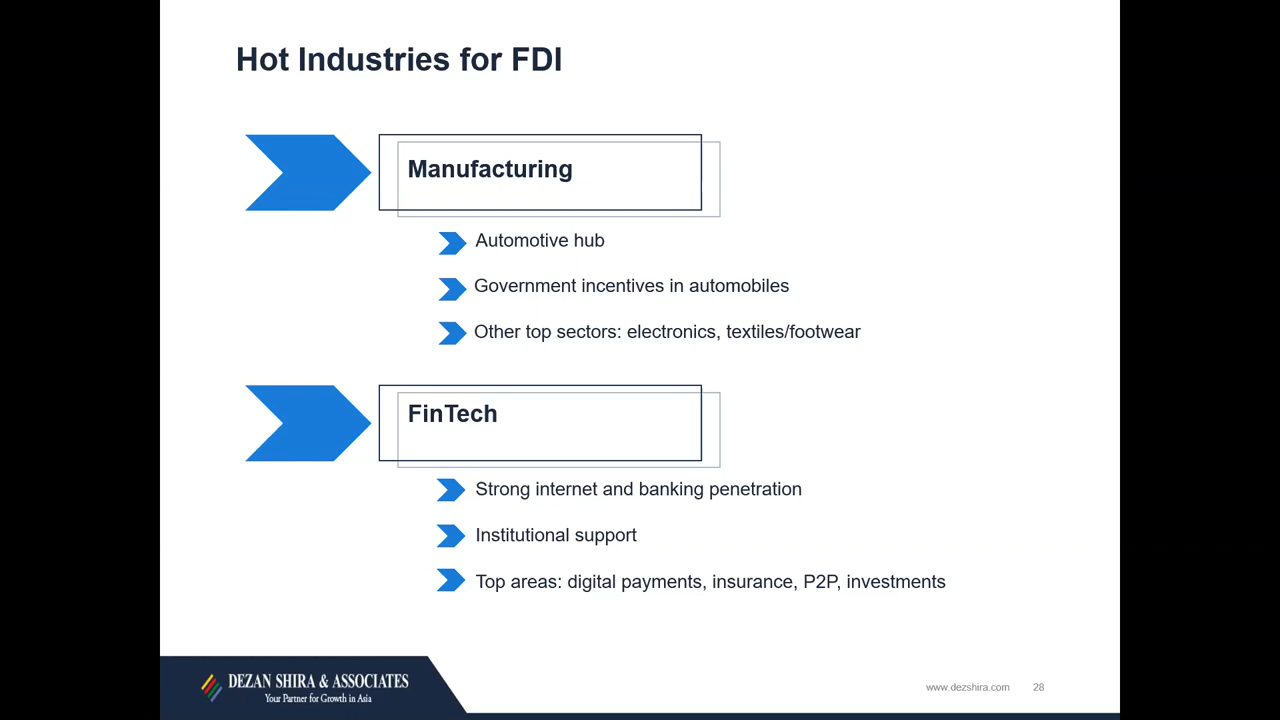 Hot Industries for FDI
Manufacturing
Automotive hub
Government incentives in automobiles
Other top sectors: electronics, textiles/footwear
FinTech
Strong internet and banking penetration
Institutional support
Top areas: digital payments, insurance, P2P, investments
DEZAN SHIRA & ASSOCIATES
Your Partner for Growth in Asia
www.dezshira.com 28